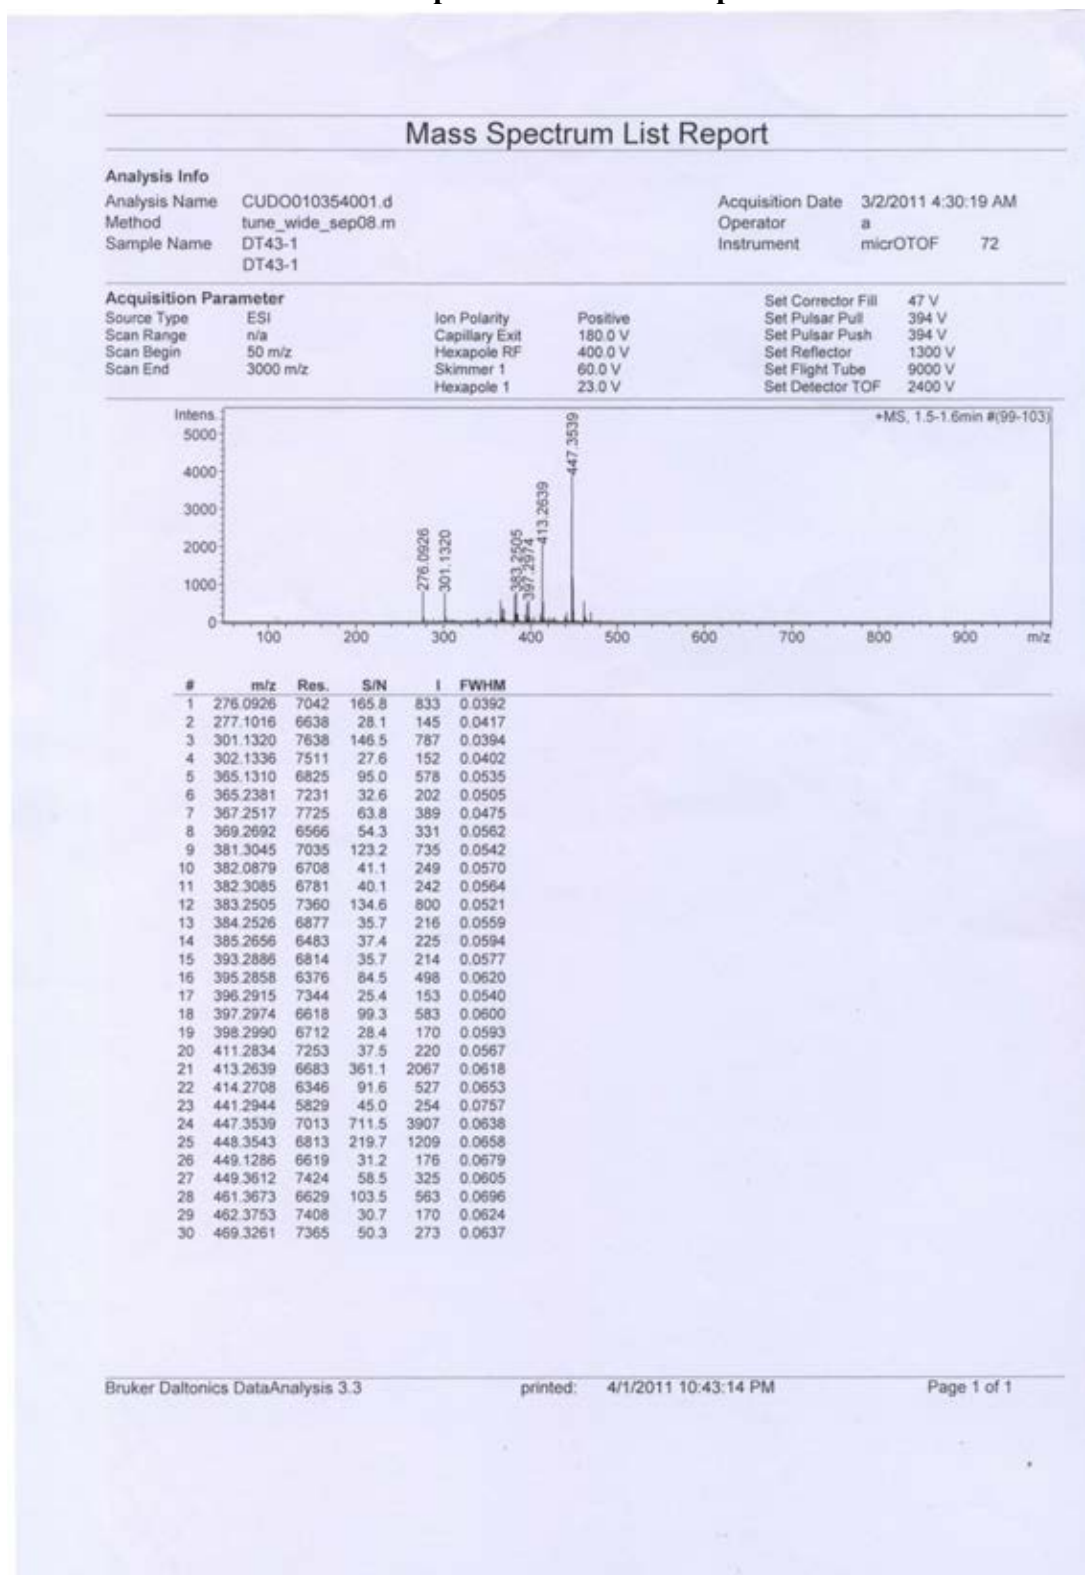 Mass Spectrum List Report
Analysis Info
Analysis Name CUDO010354001.d Acquisition Date 3/2/2011 4:30:19 AM
Method tune_wide_sep08.m Operator a
Sample Name DT43-1 Instrument micrOTOF 72
DT43-1
Acquisition Parameter Set Corrector Fill 47 V
Source Type ESI Ion Polarity Positive Set Pulsar Pull 394 V
Scan Range n/a Capillary Exit 180.0 V Set Pulsar Push 394 V
Scan Begin 50 m/z Hexapole RF 400.0 V Set Reflector 1300 V
Scan End 3000 m/z Skimmer 1 60.0 V Set Flight Tube 9000 V
Hexapole 1 23.0 V Set Detector TOF 2400 V
Intens. +MS, 1.5-1.6min #(99-103)
5000
4000
3000
2000
1000
0
276.0926
301.1320
383.2505
397.2974
413.2639
447.3539
100 200 300 400 500 600 700 800 900 m/z
# m/z Res. S/N I FWHM
1 276.0926 7042 165.8 833 0.0392
2 277.1016 6638 28.1 145 0.0417
3 301.1320 7638 146.5 787 0.0394
4 302.1336 7511 27.6 152 0.0402
5 365.1310 6825 95.0 578 0.0535
6 365.2381 7231 32.6 202 0.0505
7 367.2517 7725 63.8 389 0.0475
8 369.2692 6566 54.3 331 0.0562
9 381.3045 7035 123.2 735 0.0542
10 382.0879 6708 41.1 249 0.0570
11 382.3085 6781 40.1 242 0.0564
12 383.2505 7360 134.6 800 0.0521
13 384.2526 6877 35.7 216 0.0559
14 385.2656 6483 37.4 225 0.0594
15 393.2886 6814 35.7 214 0.0577
16 395.2858 6376 84.5 498 0.0620
17 396.2915 7344 25.4 153 0.0540
18 397.2974 6618 99.3 583 0.0600
19 398.2990 6712 28.4 170 0.0593
20 411.2834 7253 37.5 220 0.0567
21 413.2639 6683 361.1 2067 0.0618
22 414.2708 6346 91.6 527 0.0653
23 441.2944 5829 45.0 254 0.0757
24 447.3539 7013 711.5 3907 0.0638
25 448.3543 6813 219.7 1209 0.0658
26 449.1286 6619 31.2 176 0.0679
27 449.3612 7424 58.5 325 0.0605
28 461.3673 6629 103.5 563 0.0696
29 462.3753 7408 30.7 170 0.0624
30 469.3261 7365 50.3 273 0.0637
Bruker Daltonics DataAnalysis 3.3 printed: 4/1/2011 10:43:14 PM Page 1 of 1